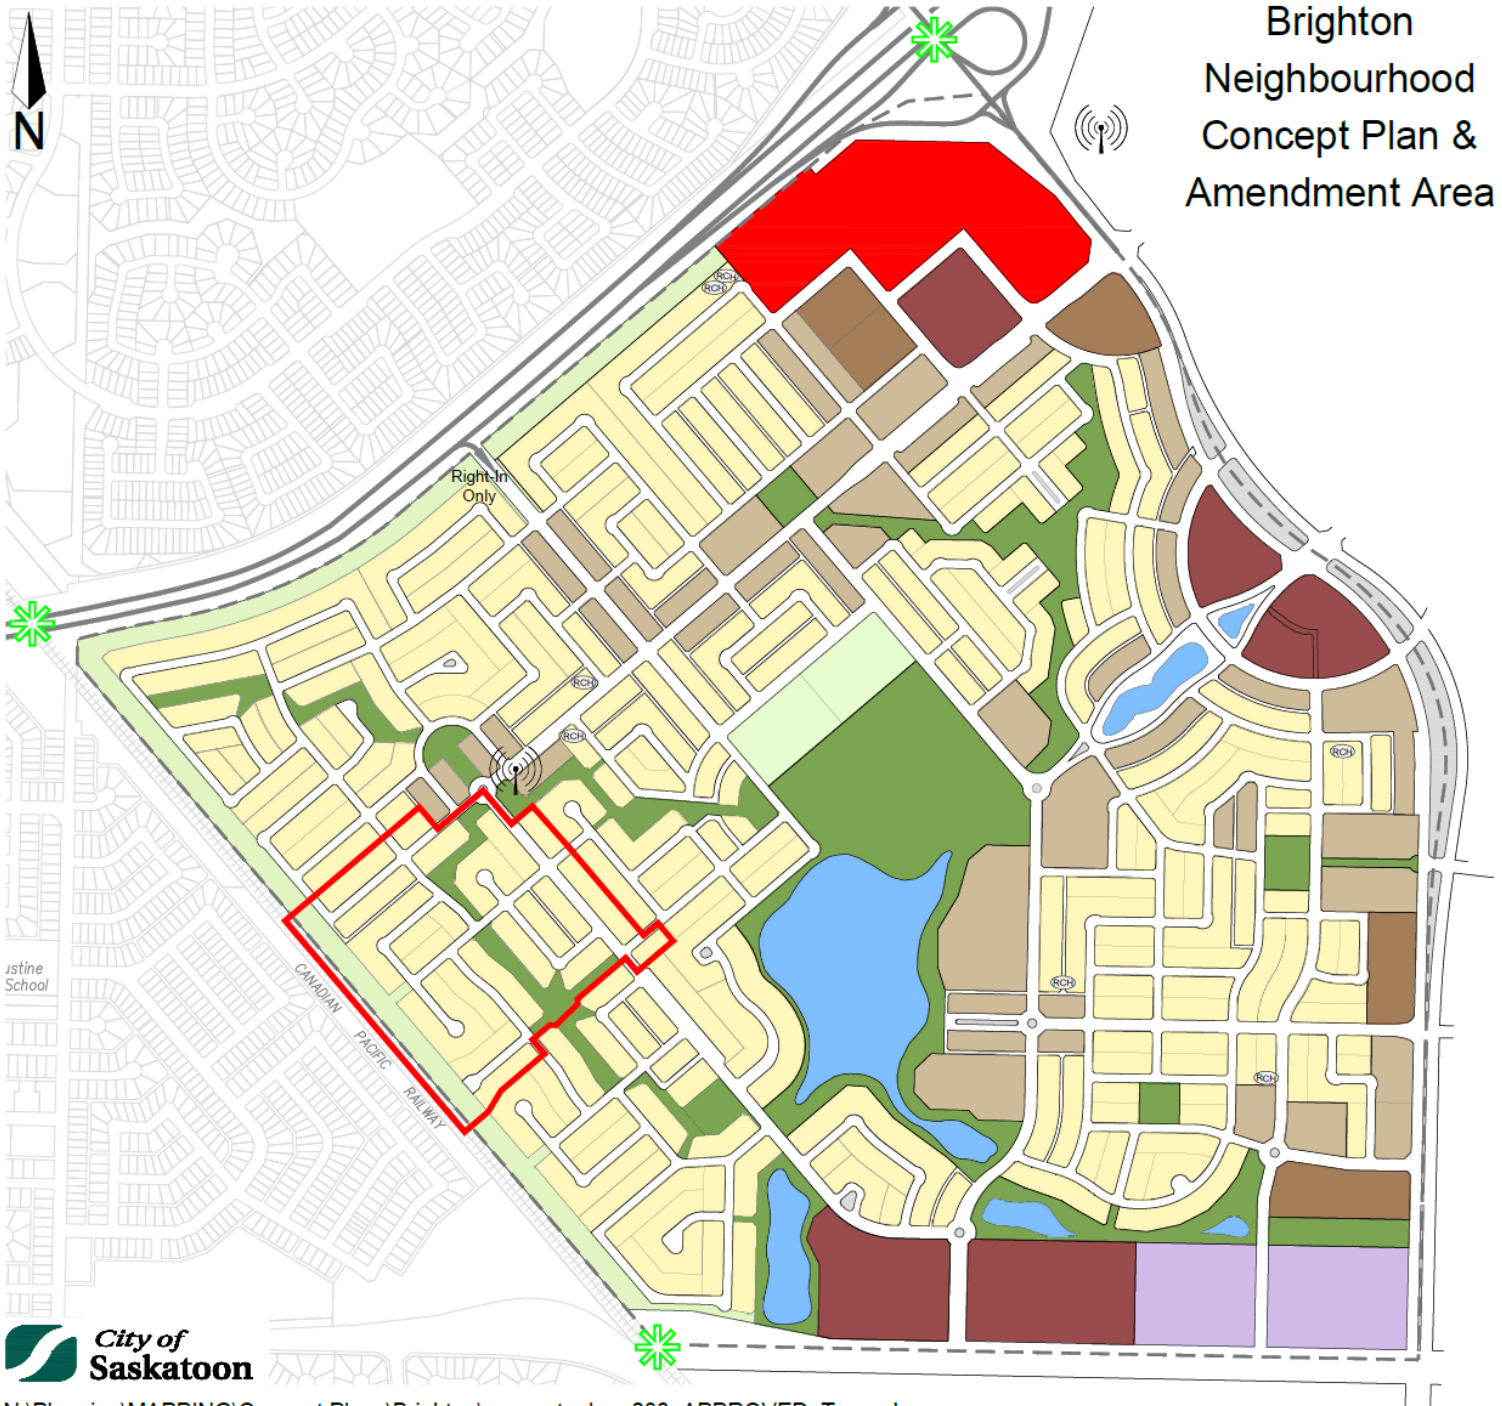 Brighton
Neighbourhood
Concept Plan &
Amendment Area
N
RCH
RCH
Right-In
Only
RCH
RCH
RCH
RCH
RCH
ustine
School
CANADIAN PACIFIC RAILWAY
City of
Saskatoon